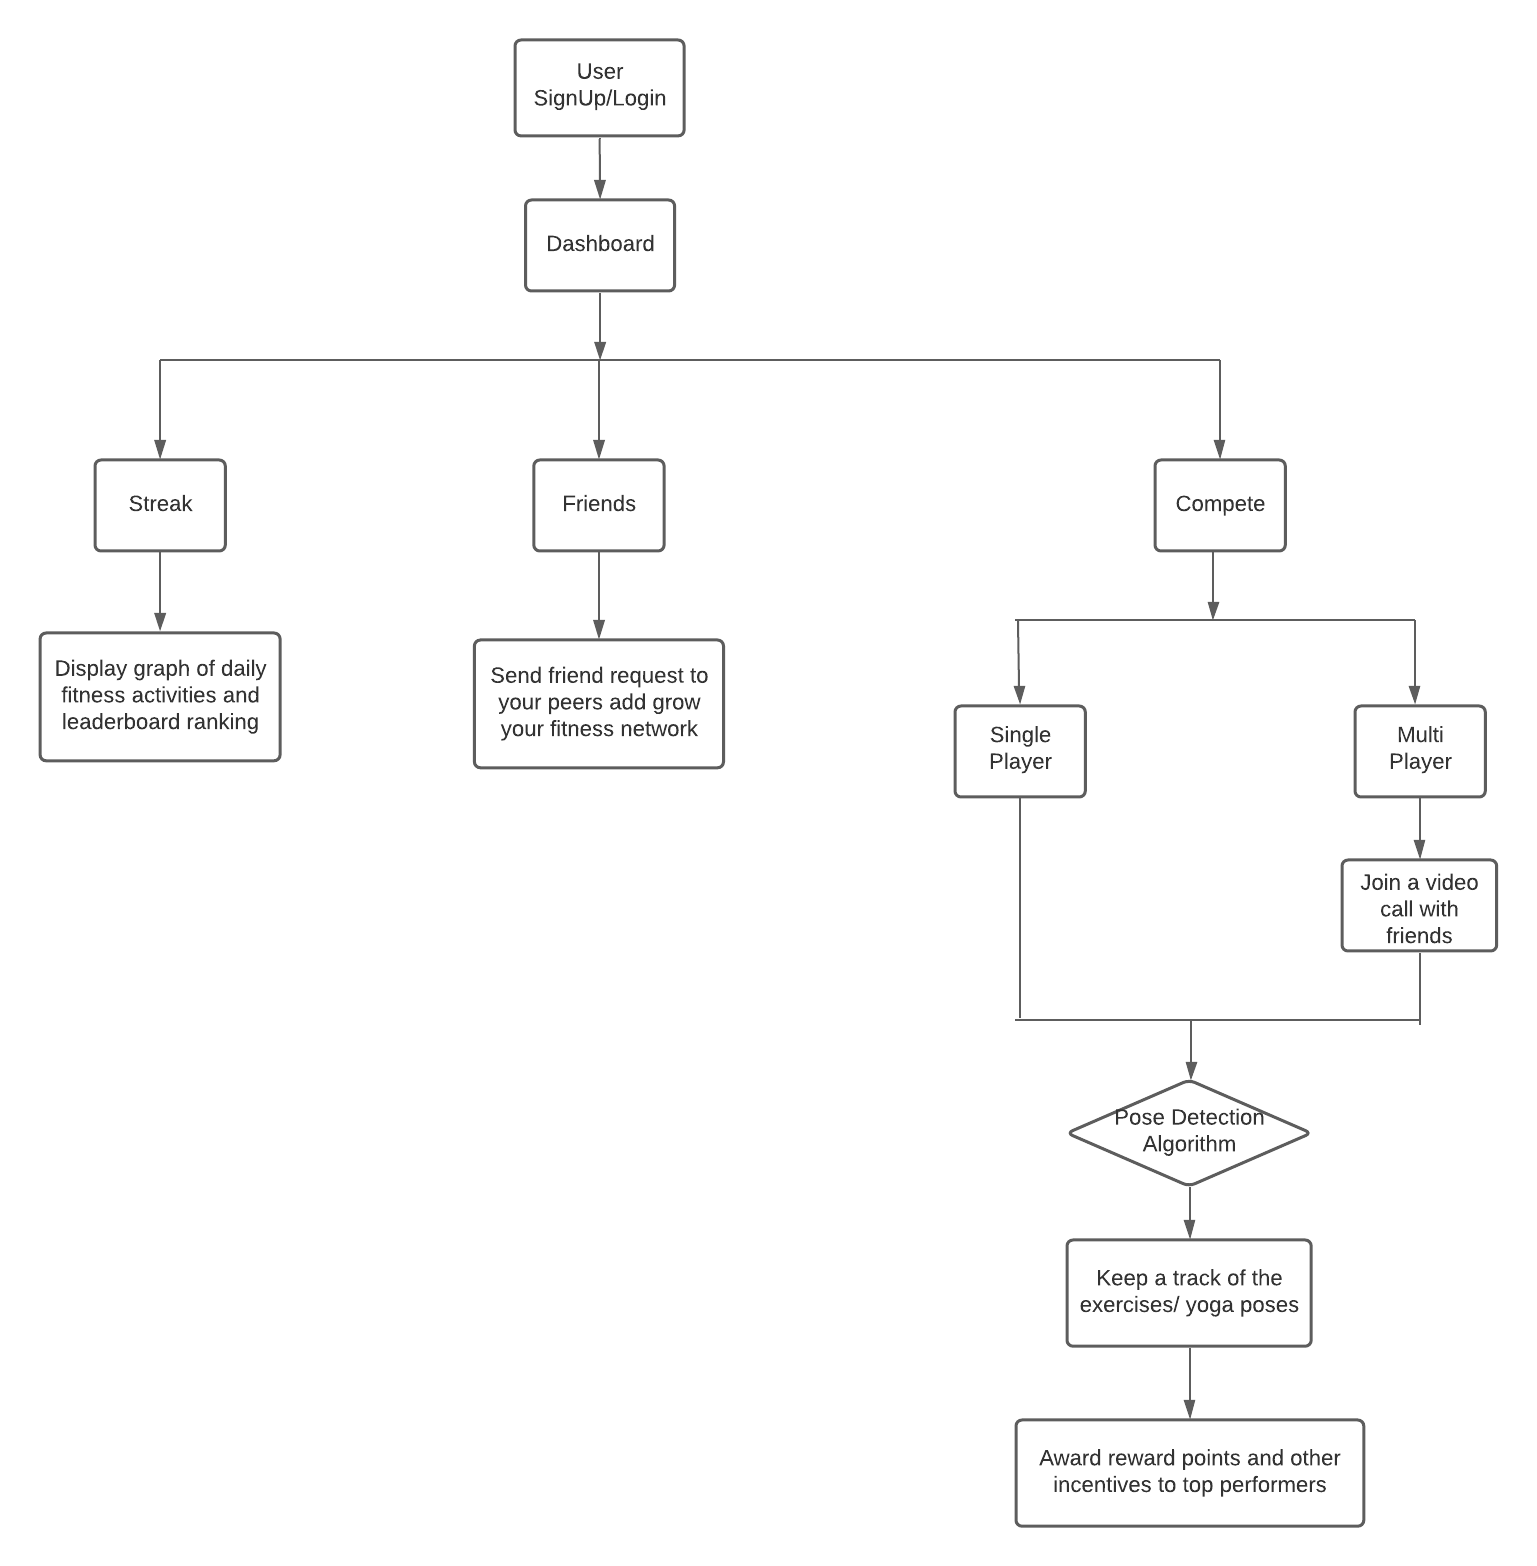 User
SignUp/Login
Dashboard
Streak
Friends
Compete
Display graph of daily
fitness activities and
leaderboard ranking
Send friend request to
your peers add grow
your fitness network
Single
Player
Multi
Player
Join a video
call with
friends
Pose Detection
Algorithm
Keep a track of the
exercises/ yoga poses
Award reward points and other
incentives to top performers